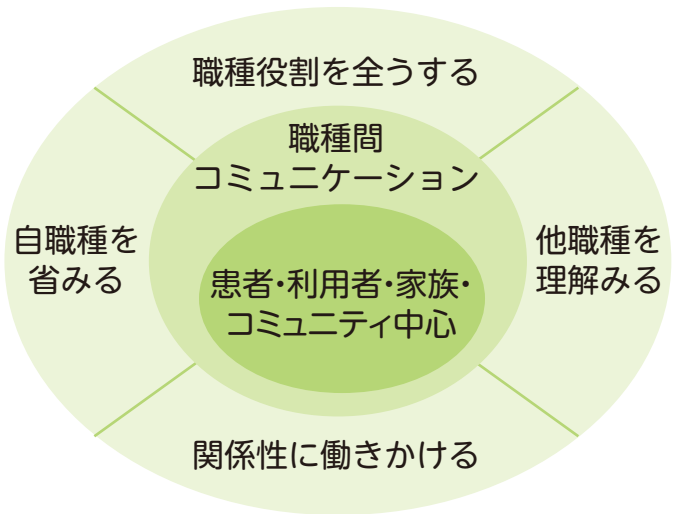 職種役割を全うする
職種間
コミュニケーション
自職種を
省みる
他職種を
理解みる
患者・利用者・家族・
コミュニティ中心
関係性に働きかける